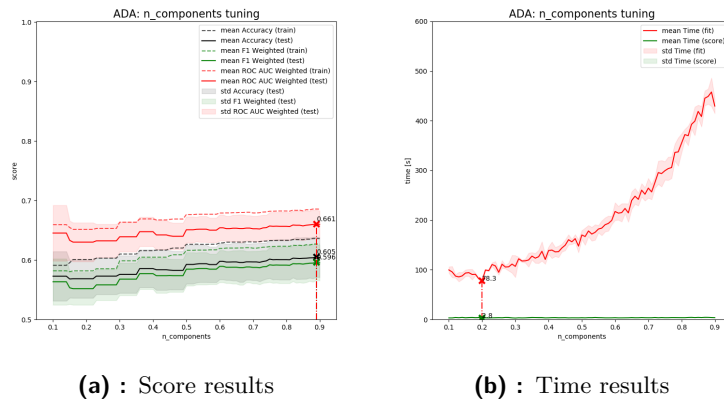 ADA: n_components tuning
1.0
0.9
0.8
0.7
0.6
0.5
score
mean Accuracy (train)
mean Accuracy (test)
mean F1 Weighted (train)
mean F1 Weighted (test)
mean ROC AUC Weighted (train)
mean ROC AUC Weighted (test)
std Accuracy (test)
std F1 Weighted (test)
std ROC AUC Weighted (test)
0.661
0.605
0.596
0.1 0.2 0.3 0.4 0.5 0.6 0.7 0.8 0.9
n_components
(a) : Score results
ADA: n_components tuning
600
500
400
300
200
100
0
time [s]
mean Time (fit)
mean Time (score)
std Time (fit)
std Time (score)
78.3
0.1 0.2 0.3 0.4 0.5 0.6 0.7 0.8 0.9
n_components
(b) : Time results